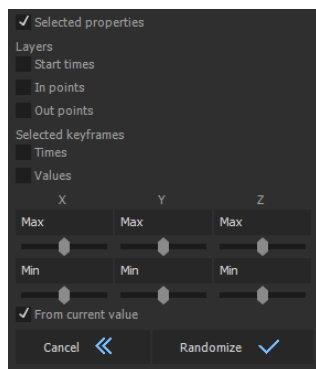 Selected properties
Layers
Start times
In points
Out points
Selected keyframes
Times
Values
X Y Z
Max Max Max
Min Min Min
From current value
Cancel Randomize